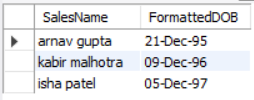 SalesName FormattedDOB
arnav gupta 21-Dec-95
kabir malhotra 09-Dec-96
isha patel 05-Dec-97